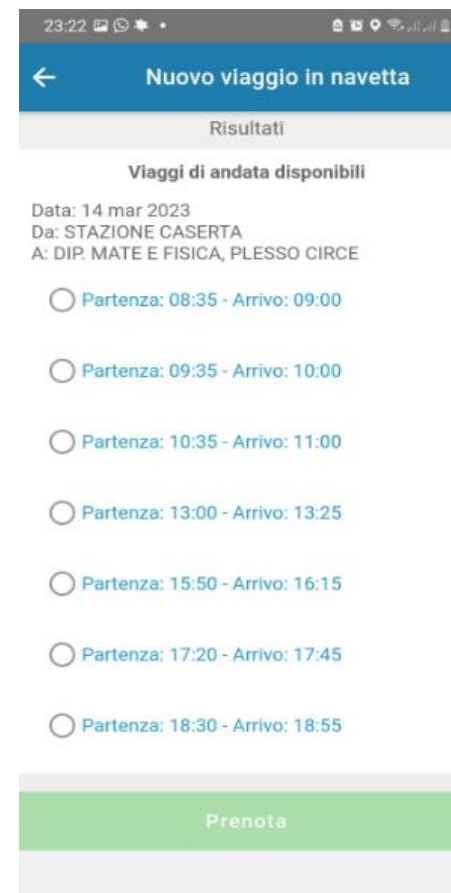 23:22
Nuovo viaggio in navetta
Risultati
Viaggi di andata disponibili
Data: 14 mar 2023
Da: STAZIONE CASERTA
A: DIP. MATE E FISICA, PLESSO CIRCE
Partenza: 08:35 - Arrivo: 09:00
Partenza: 09:35 - Arrivo: 10:00
Partenza: 10:35 - Arrivo: 11:00
Partenza: 13:00 - Arrivo: 13:25
Partenza: 15:50 - Arrivo: 16:15
Partenza: 17:20 - Arrivo: 17:45
Partenza: 18:30 - Arrivo: 18:55
Prenota